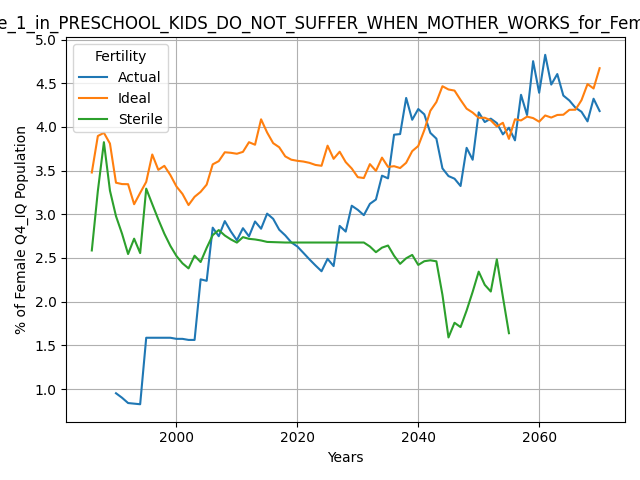 e_1_in_PRESCHOOL_KIDS_DO_NOT_SUFFER_WHEN_MOTHER_WORKS_for_Fem
Fertility
Actual
Ideal
Sterile
% of Female Q4_IQ Population
5.0
4.5
4.0
3.5
3.0
2.5
2.0
1.5
1.0
2000 2020 2040 2060
Years